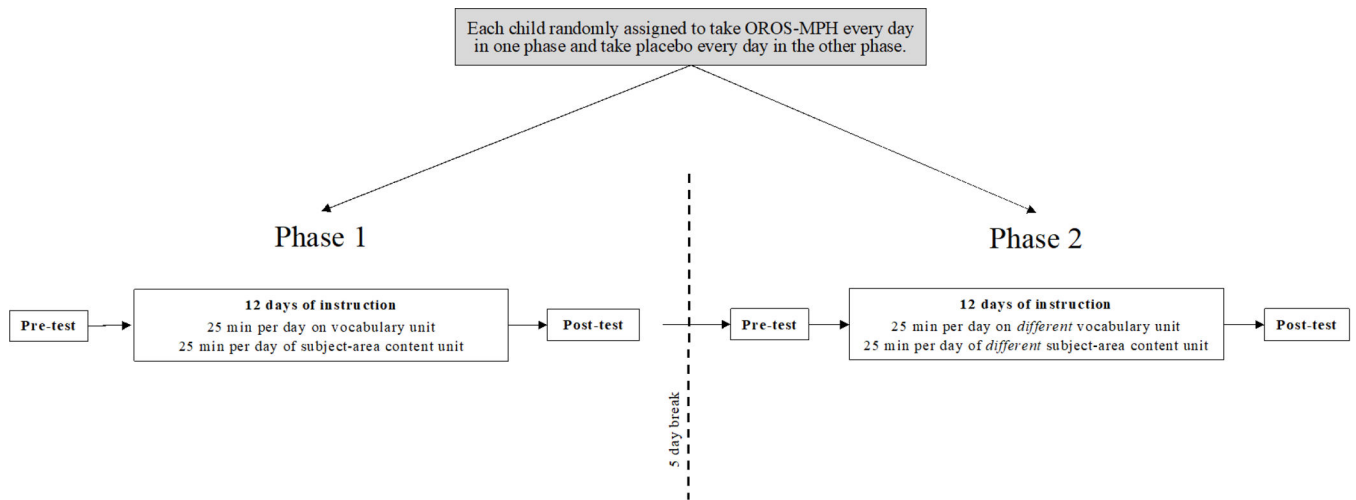 Each child randomly assigned to take OROS-MPH every day
in one phase and take placebo every day in the other phase.
Phase 1
Phase 2
Pre-test
12 days of instruction
25 min per day on vocabulary unit
25 min per day of subject-area content unit
Post-test
5 day break
Pre-test
12 days of instruction
25 min per day on different vocabulary unit
25 min per day of different subject-area content unit
Post-test